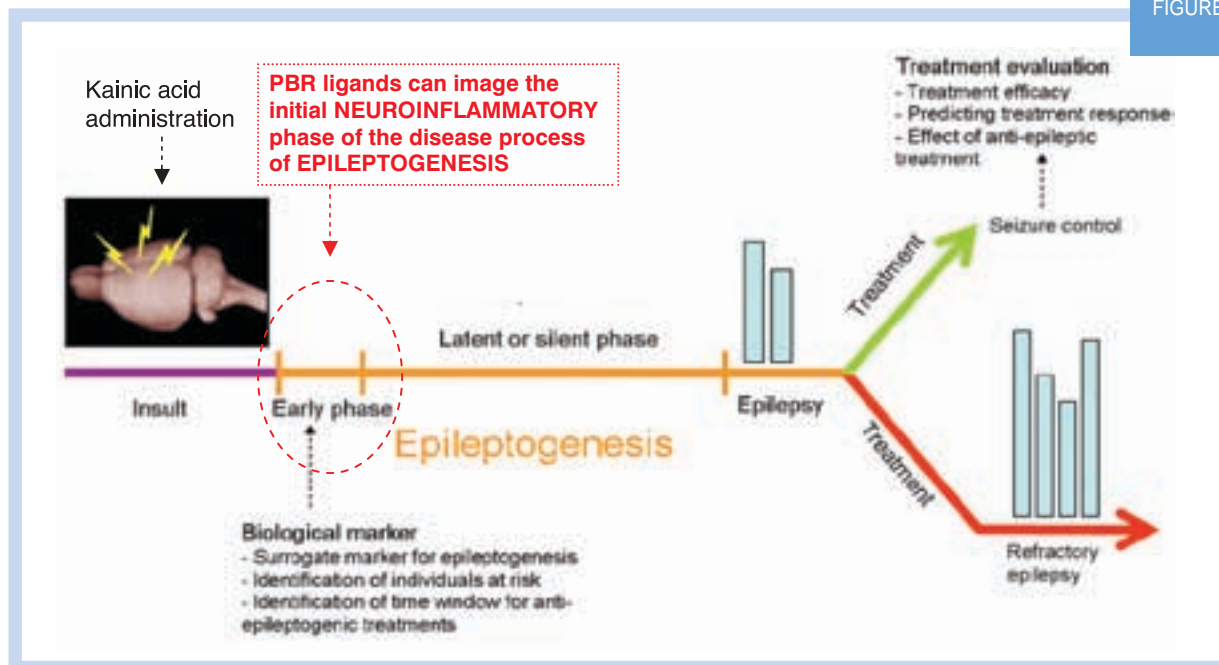 FIGURE
Kainic acid
administration
PBR ligands can image the
initial NEUROINFLAMMATORY
phase of the disease process
of EPILEPTOGENESIS
Treatment evaluation
- Treatment efficacy
- Predicting treatment response
- Effect of anti-epileptic
treatment
Seizure control
Treatment
Latent or silent phase
Insult
Early phase
Epilepsy
Epileptogenesis
Treatment
Biological marker
- Surrogate marker for epileptogenesis
- Identification of individuals at risk
- Identification of time window for anti-
epileptogenic treatments
Refractory
epilepsy